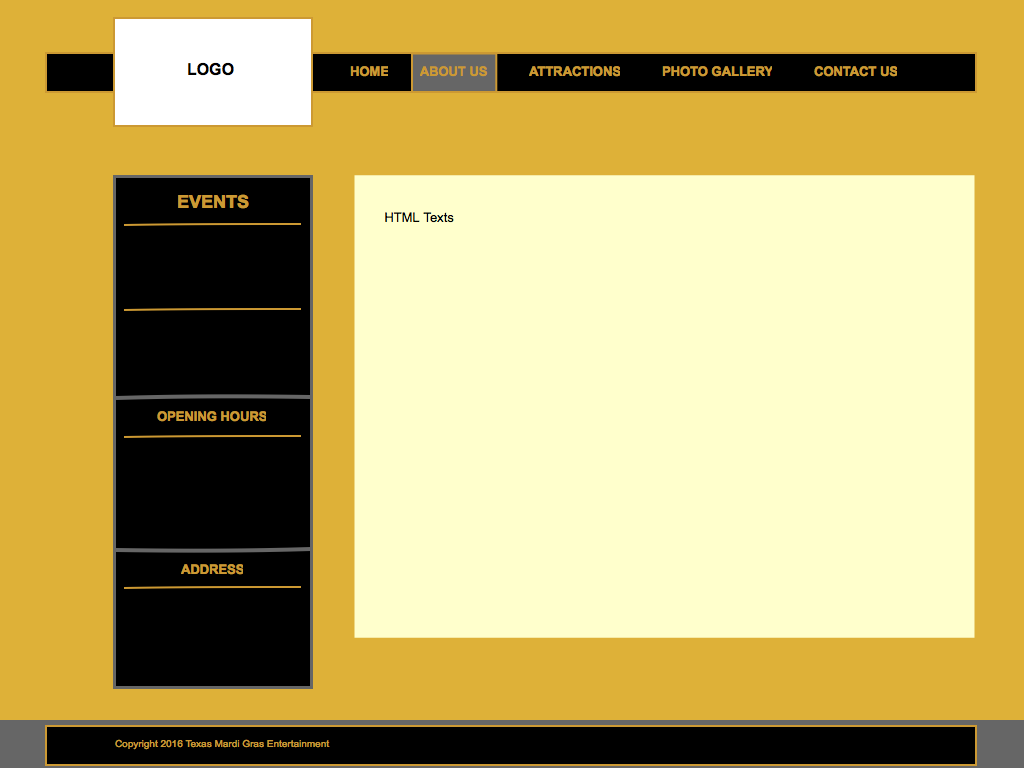 LOGO
HOME
ABOUT US
ATTRACTIONS
PHOTO GALLERY
CONTACT US
EVENTS
HTML Texts
OPENING HOURS
ADDRESS
Copyright 2016 Texas Mardi Gras Entertainment